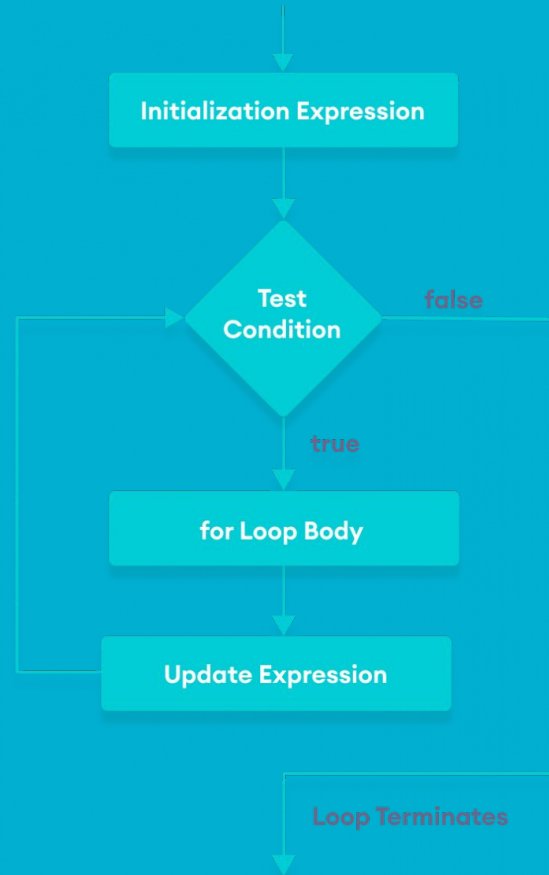 Initialization Expression
Test
Condition
false
true
for Loop Body
Update Expression
Loop Terminates